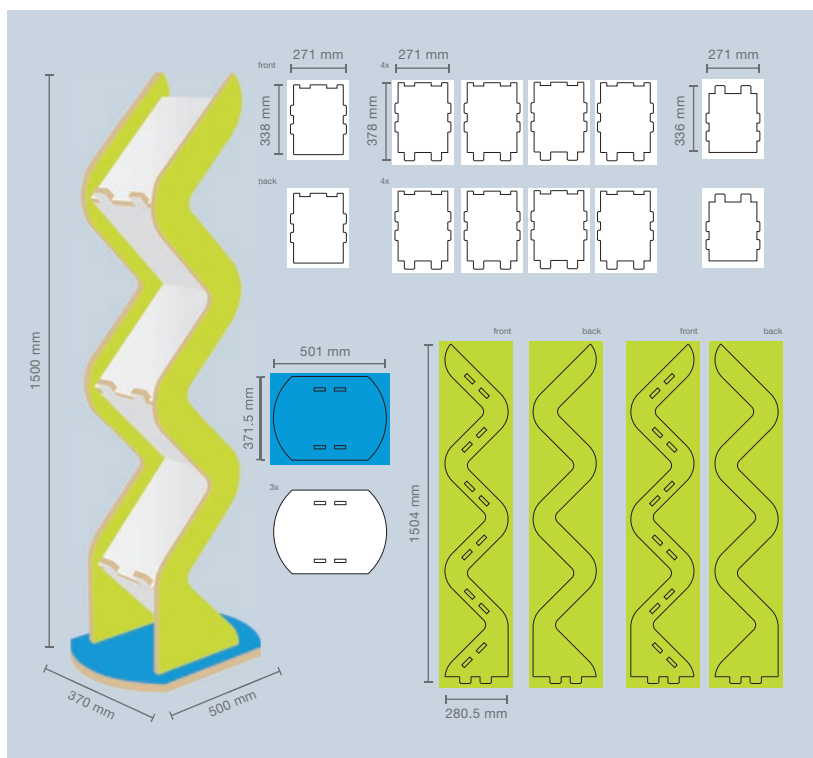 271 mm
271 mm
271 mm
front
4x
338 mm
378 mm
336 mm
back
4x
1500 mm
501 mm
371.5 mm
3x
front
back
front
back
1504 mm
280.5 mm
370 mm
500 mm